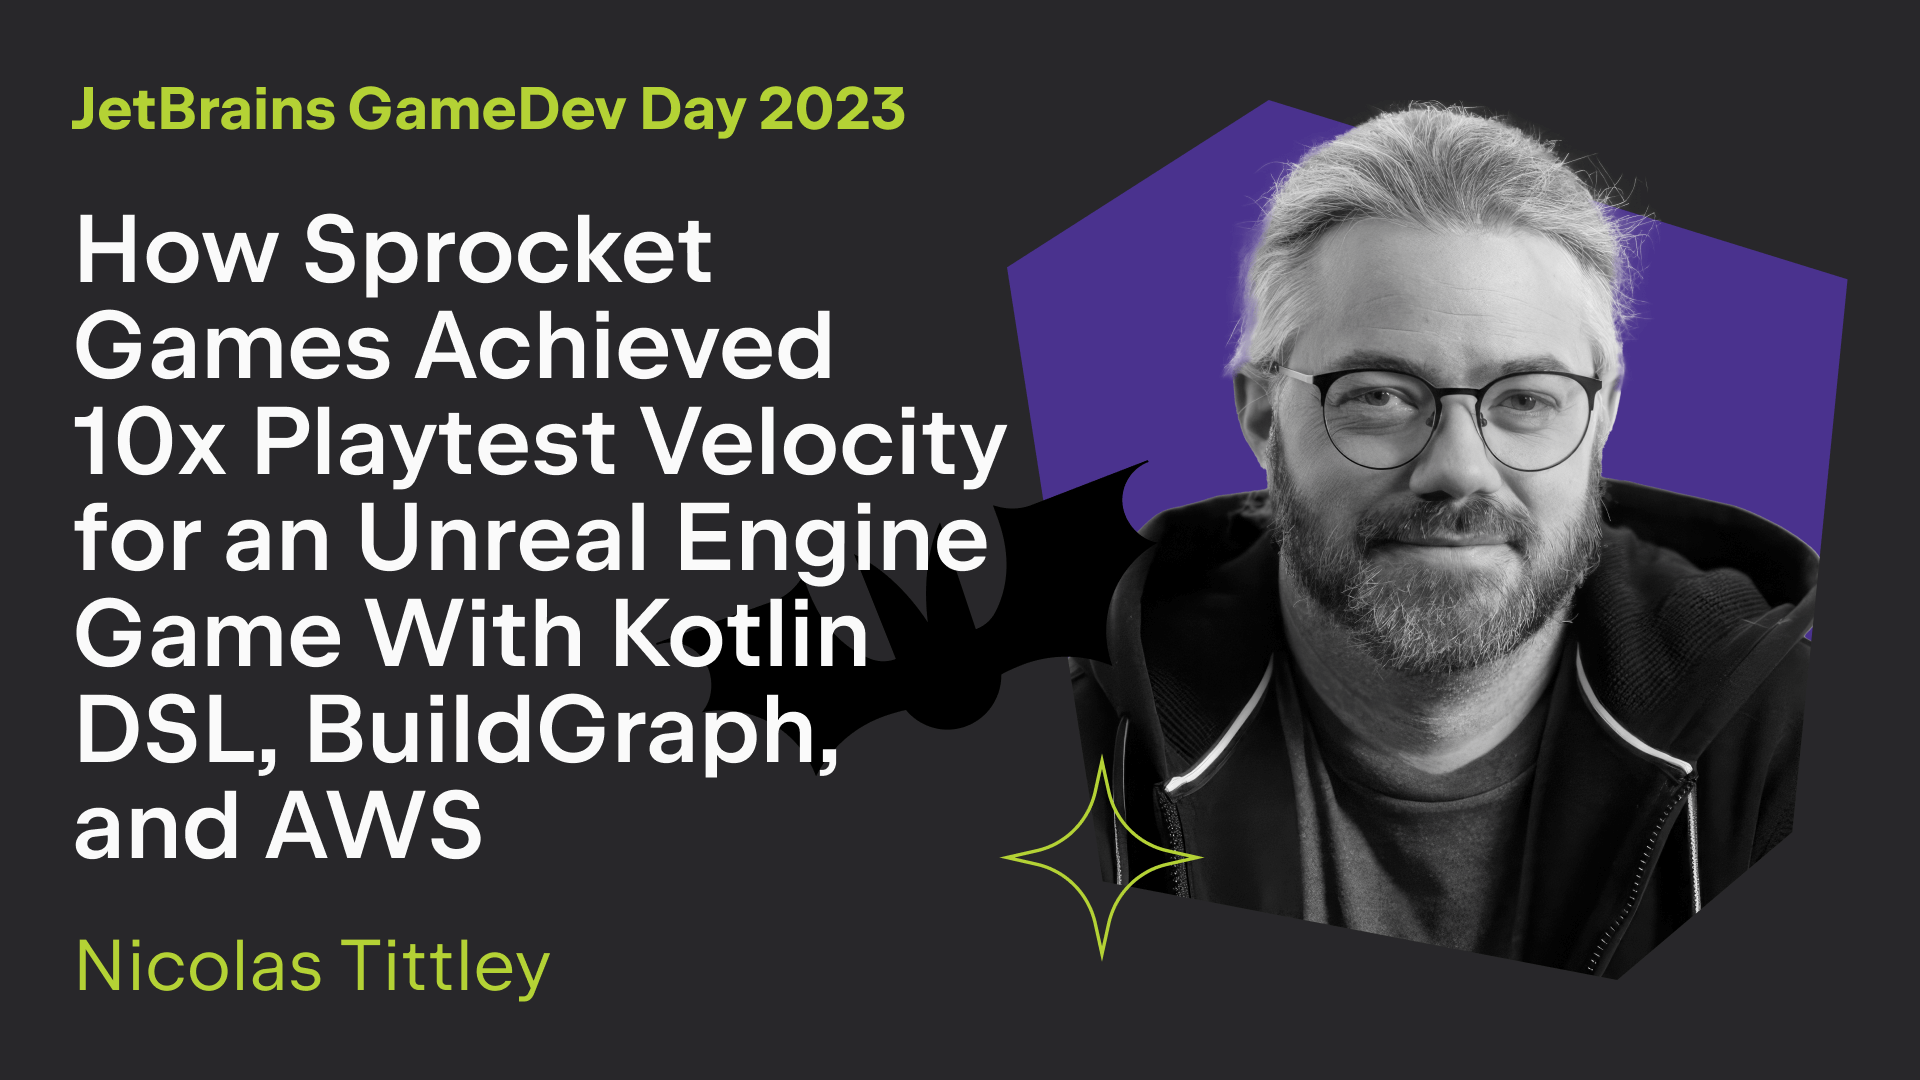 JetBrains GameDev Day 2023
How Sprocket
Games Achieved
10x Playtest Velocity
for an Unreal Engine
Game With Kotlin
DSL, BuildGraph,
and AWS
Nicolas Tittley